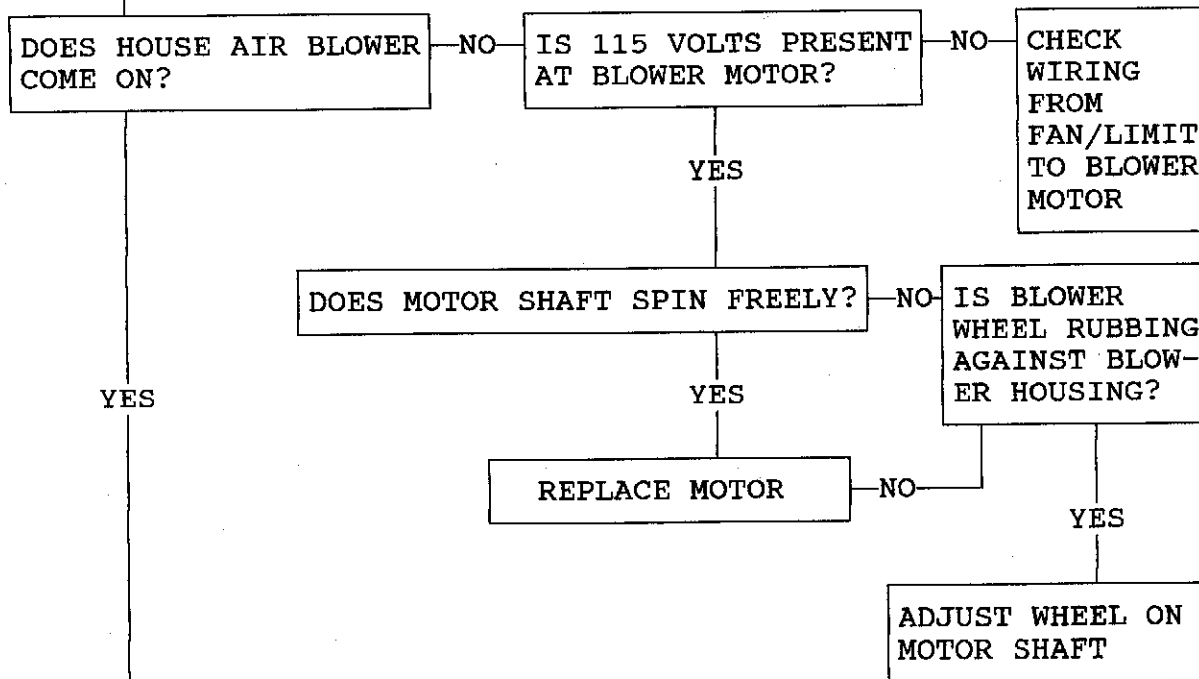 DOES HOUSE AIR BLOWER
COME ON?
NO
IS 115 VOLTS PRESENT
AT BLOWER MOTOR?
NO
CHECK
WIRING
FROM
FAN/LIMIT
TO BLOWER
MOTOR
YES
DOES MOTOR SHAFT SPIN FREELY?
NO
IS BLOWER
WHEEL RUBBING
AGAINST BLOW-
ER HOUSING?
YES
YES
REPLACE MOTOR
NO
YES
ADJUST WHEEL ON
MOTOR SHAFT